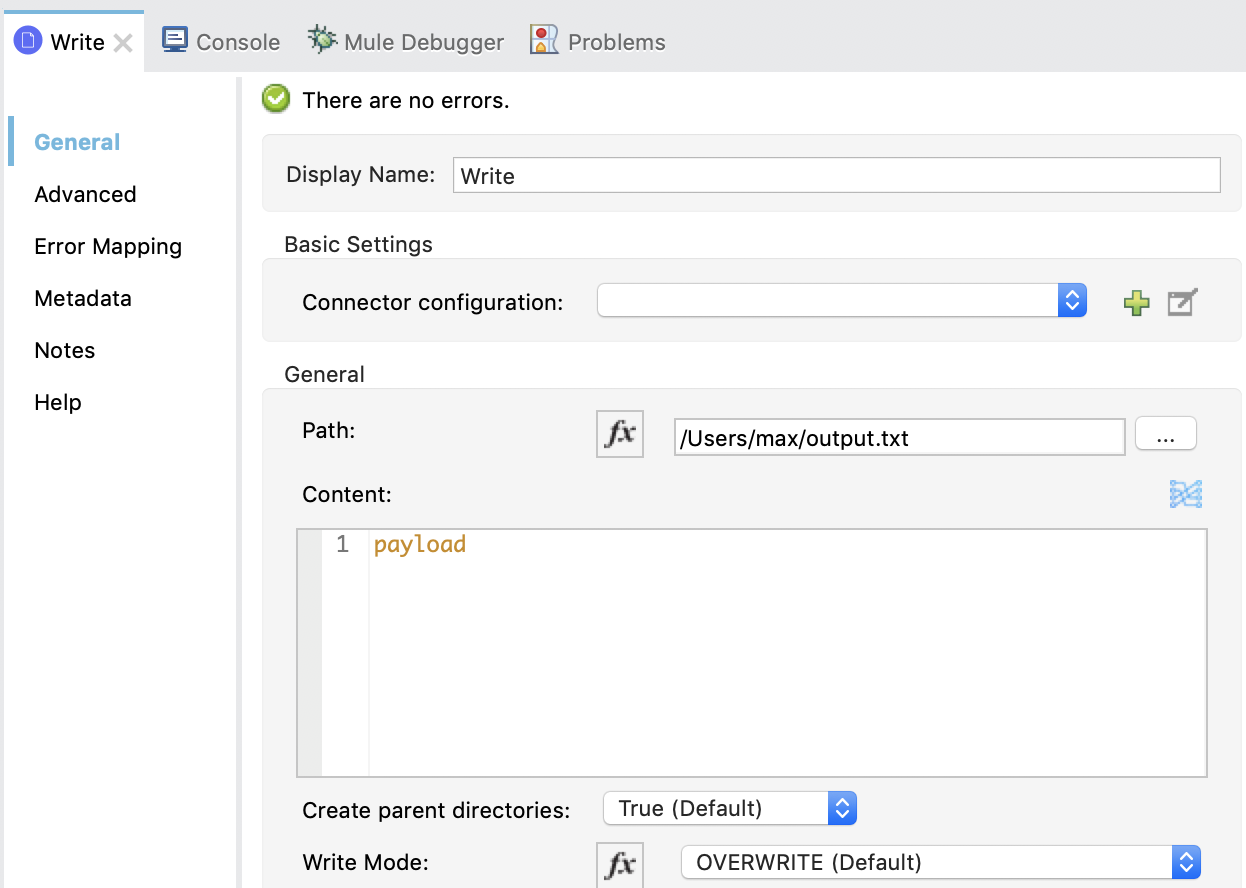 Write Console Mule Debugger Problems
There are no errors.
General
Advanced
Error Mapping
Metadata
Notes
Help
Display Name: Write
Basic Settings
Connector configuration:
General
Path: fx /Users/max/output.txt ...
Content:
1 payload
Create parent directories: True (Default)
Write Mode: fx OVERWRITE (Default)